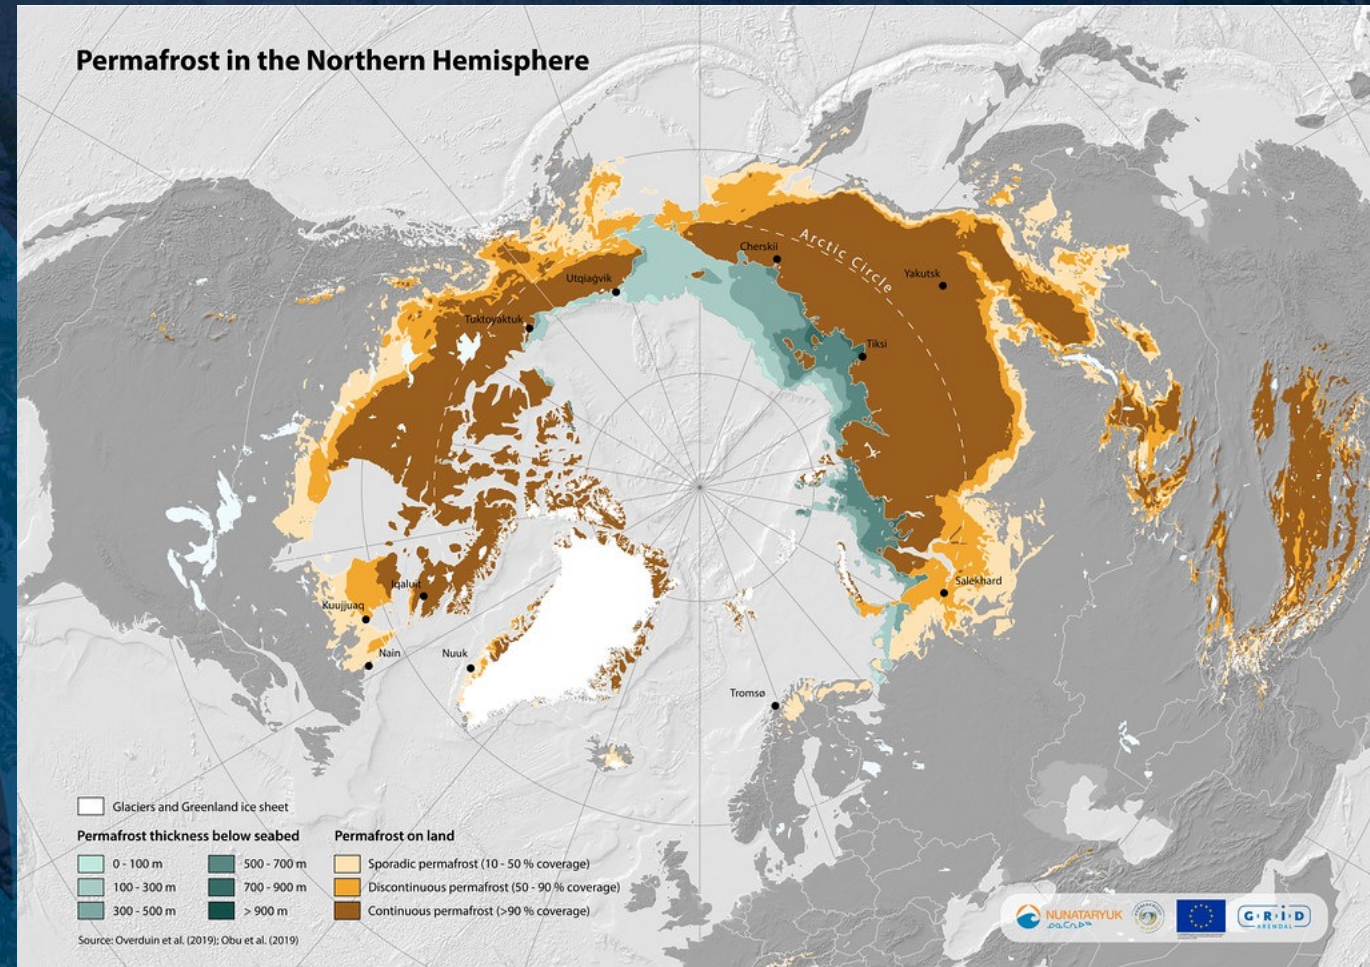 Permafrost in the Northern Hemisphere
Arctic Circle
Cherskii
Yakutsk
Utqiaġvik
Tuktoyaktuk
Tiksi
Salekhard
Iqaluit
Kuujjuaq
Nain
Nuuk
Tromsø
Glaciers and Greenland ice sheet
Permafrost thickness below seabed
0 - 100 m
100 - 300 m
300 - 500 m
500 - 700 m
700 - 900 m
> 900 m
Permafrost on land
Sporadic permafrost (10 - 50 % coverage)
Discontinuous permafrost (50 - 90 % coverage)
Continuous permafrost (>90 % coverage)
Source: Overduin et al. (2019); Obu et al. (2019)
NUNATARYUK
ᓄᓇᑕᕆᐅᒃ
G·R·I·D
ARENDAL